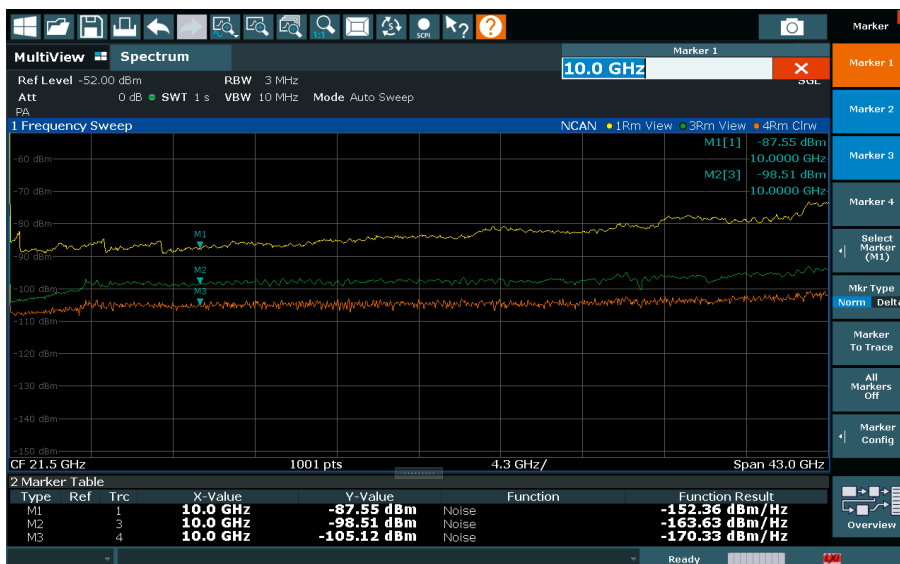 1:1
SCPI
Marker
MultiView Spectrum
Marker 1
10.0 GHz
Ref Level -52.00 dBm RBW 3 MHz
SGL
Att 0 dB SWT 1 s VBW 10 MHz Mode Auto Sweep
PA
1 Frequency Sweep NCAN 1Rm View 3Rm View 4Rm Clrw
M1[1] -87.55 dBm
10.0000 GHz
M2[3] -98.51 dBm
10.0000 GHz
-60 dBm
-70 dBm
-80 dBm
-90 dBm
-100 dBm
-110 dBm
-120 dBm
-130 dBm
-140 dBm
-150 dBm
M1
M2
M3
CF 21.5 GHz 1001 pts 4.3 GHz/ Span 43.0 GHz
2 Marker Table
Type Ref Trc X-Value Y-Value Function Function Result
M1 1 10.0 GHz -87.55 dBm Noise -152.36 dBm/Hz
M2 3 10.0 GHz -98.51 dBm Noise -163.63 dBm/Hz
M3 4 10.0 GHz -105.12 dBm Noise -170.33 dBm/Hz
Ready
Marker 1
Marker 2
Marker 3
Marker 4
Select
Marker
(M1)
Mkr Type
Norm Delta
Marker
To Trace
All
Markers
Off
Marker
Config
Overview